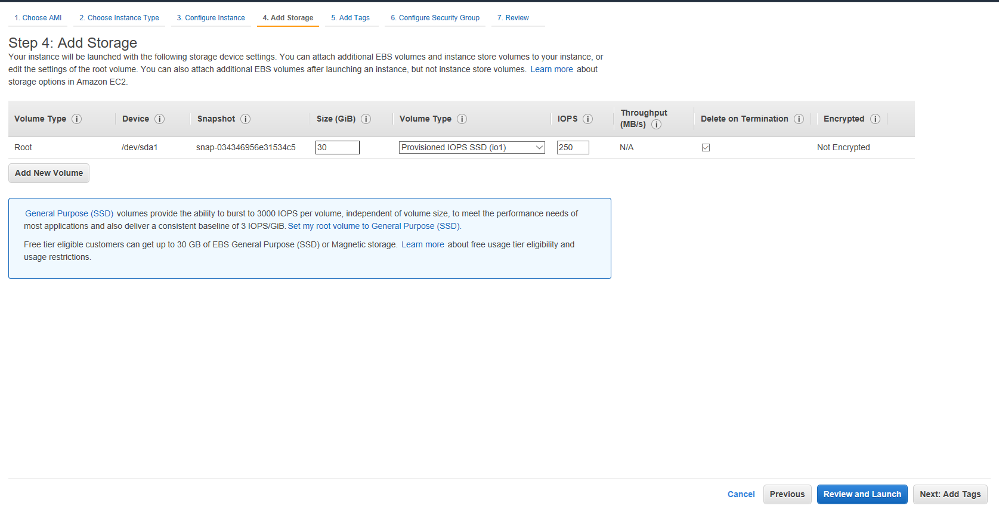 1. Choose AMI 2. Choose Instance Type 3. Configure Instance 4. Add Storage 5. Add Tags 6. Configure Security Group 7. Review
Step 4: Add Storage
Your instance will be launched with the following storage device settings. You can attach additional EBS volumes and instance store volumes to your instance, or
edit the settings of the root volume. You can also attach additional EBS volumes after launching an instance, but not instance store volumes. Learn more about
storage options in Amazon EC2.
Volume Type i Device i Snapshot i Size (GiB) i Volume Type i IOPS i Throughput (MB/s) i Delete on Termination i Encrypted i
Root /dev/sda1 snap-034346956e31534c5 30 Provisioned IOPS SSD (io1) 250 N/A Not Encrypted
Add New Volume
General Purpose (SSD) volumes provide the ability to burst to 3000 IOPS per volume, independent of volume size, to meet the performance needs of
most applications and also deliver a consistent baseline of 3 IOPS/GiB. Set my root volume to General Purpose (SSD).
Free tier eligible customers can get up to 30 GB of EBS General Purpose (SSD) or Magnetic storage. Learn more about free usage tier eligibility and
usage restrictions.
Cancel Previous Review and Launch Next: Add Tags